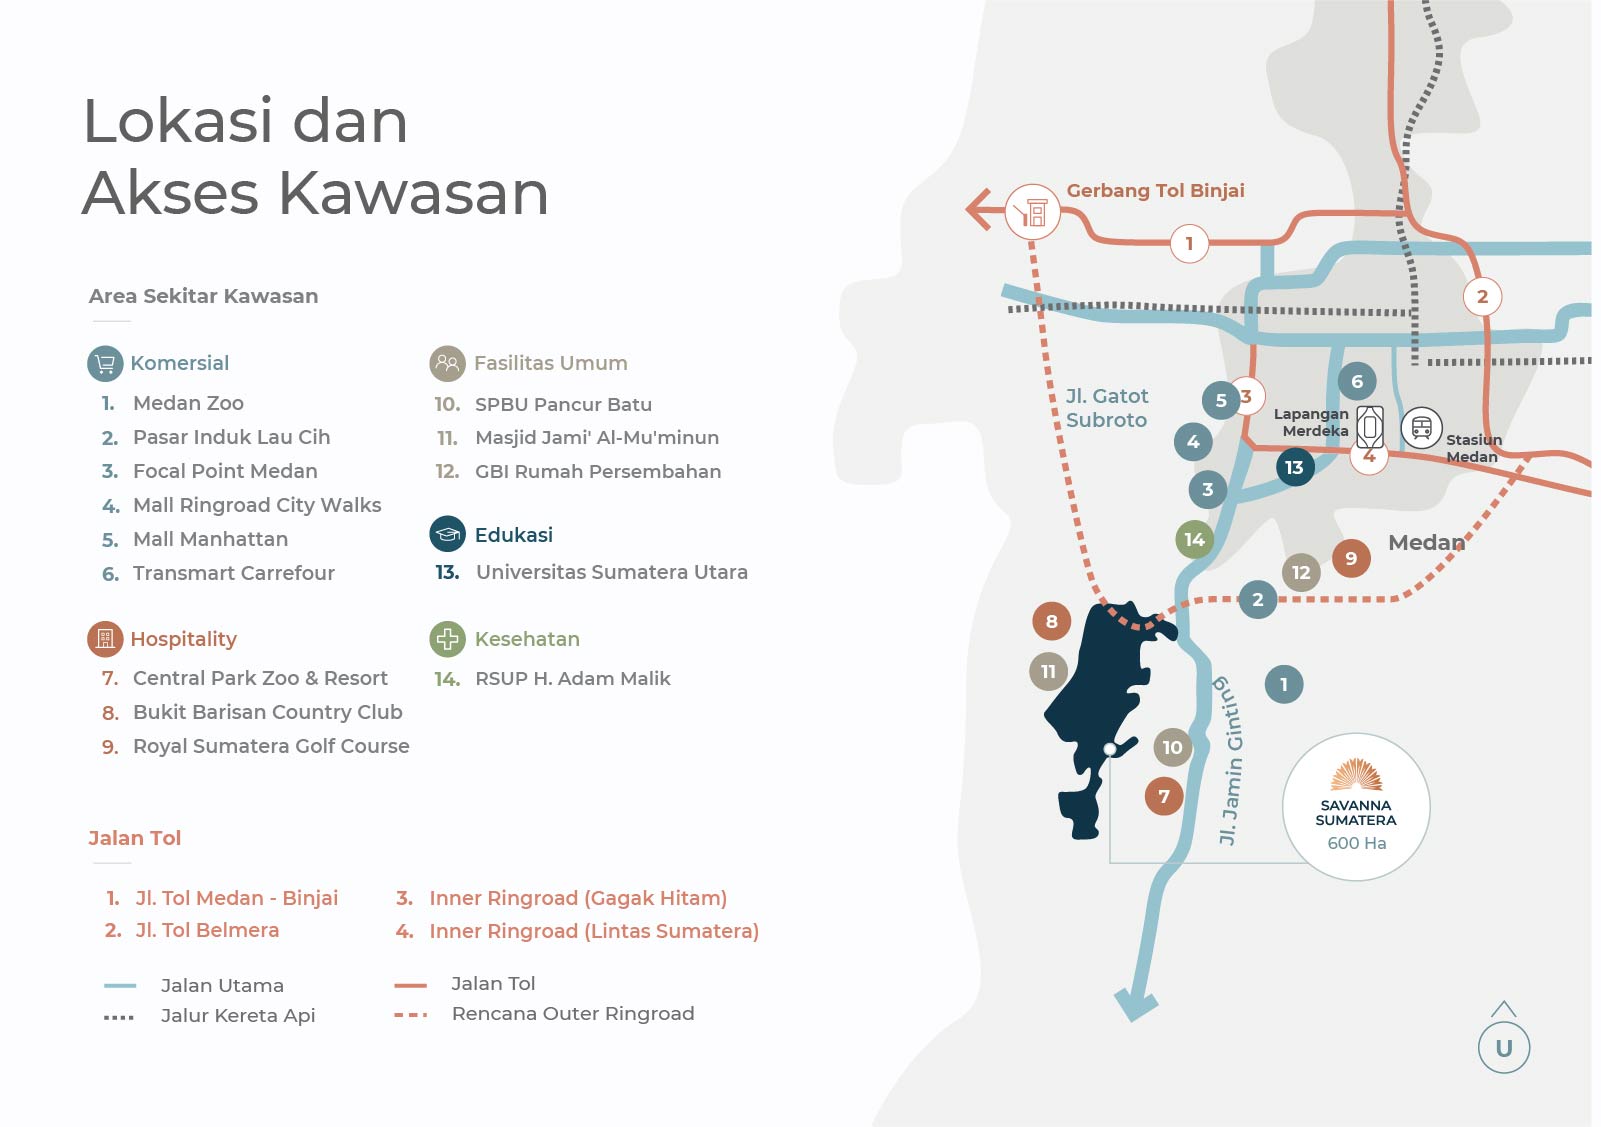 Lokasi dan
Akses Kawasan
Area Sekitar Kawasan
Komersial
1. Medan Zoo
2. Pasar Induk Lau Cih
3. Focal Point Medan
4. Mall Ringroad City Walks
5. Mall Manhattan
6. Transmart Carrefour
Hospitality
7. Central Park Zoo & Resort
8. Bukit Barisan Country Club
9. Royal Sumatera Golf Course
Fasilitas Umum
10. SPBU Pancur Batu
11. Masjid Jami' Al-Mu'minun
12. GBI Rumah Persembahan
Edukasi
13. Universitas Sumatera Utara
Kesehatan
14. RSUP H. Adam Malik
Jalan Tol
1. Jl. Tol Medan - Binjai
2. Jl. Tol Belmera
3. Inner Ringroad (Gagak Hitam)
4. Inner Ringroad (Lintas Sumatera)
Jalan Utama
Jalur Kereta Api
Jalan Tol
Rencana Outer Ringroad
Gerbang Tol Binjai
1
2
Jl. Gatot
Subroto
5
3
6
4
Lapangan
Merdeka
4
Stasiun
Medan
13
3
14
Medan
9
12
2
8
11
1
Jl. Jamin Ginting
10
7
SAVANNA
SUMATERA
600 Ha
U